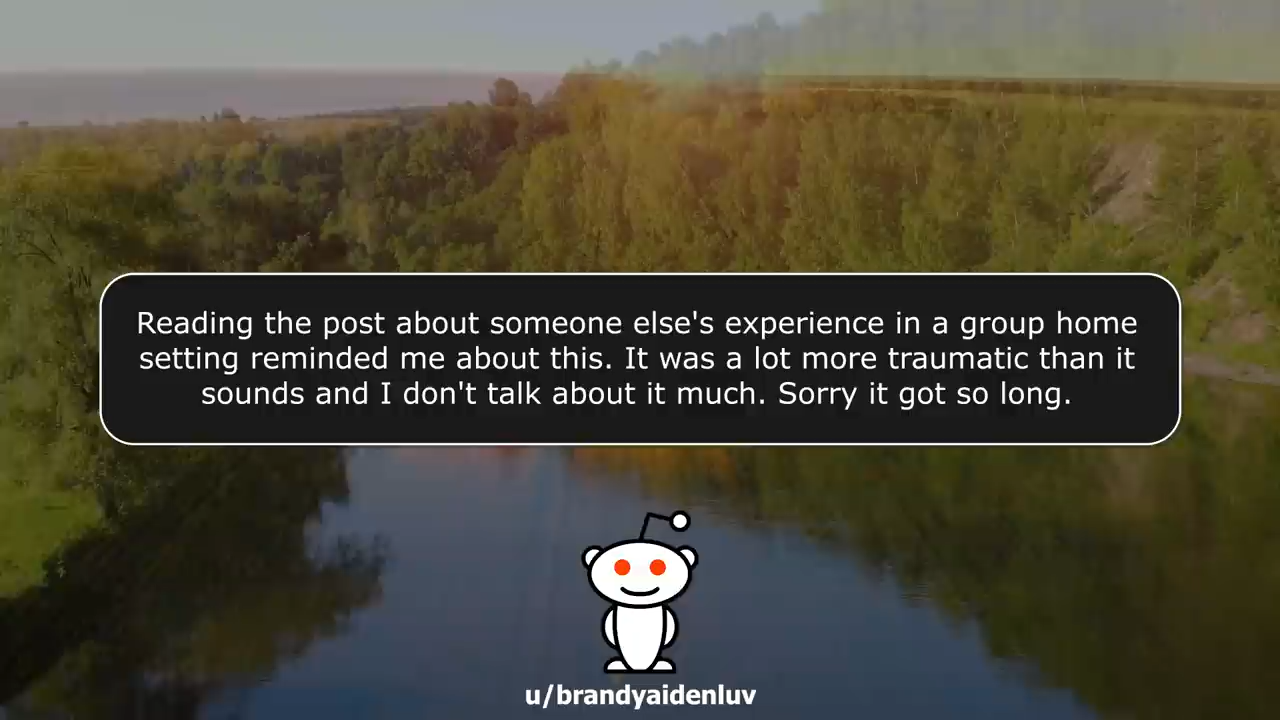 Reading the post about someone else's experience in a group home
setting reminded me about this. It was a lot more traumatic than it
sounds and I don't talk about it much. Sorry it got so long.
u/brandyaidenluv